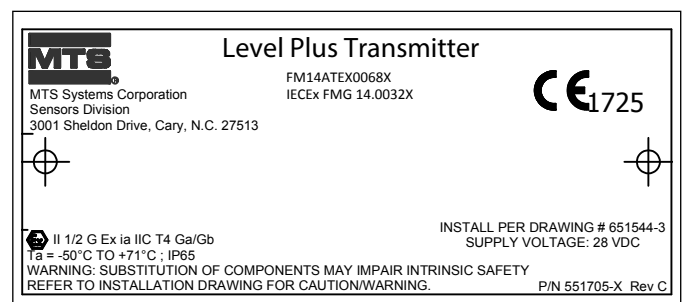 MTS
®
Level Plus Transmitter
FM14ATEX0068X
IECEx FMG 14.0032X
CE 1725
MTS Systems Corporation
Sensors Division
3001 Sheldon Drive, Cary, N.C. 27513
Ex II 1/2 G Ex ia IIC T4 Ga/Gb
Ta = -50°C TO +71°C ; IP65
INSTALL PER DRAWING # 651544-3
SUPPLY VOLTAGE: 28 VDC
WARNING: SUBSTITUTION OF COMPONENTS MAY IMPAIR INTRINSIC SAFETY
REFER TO INSTALLATION DRAWING FOR CAUTION/WARNING.
P/N 551705-X Rev C